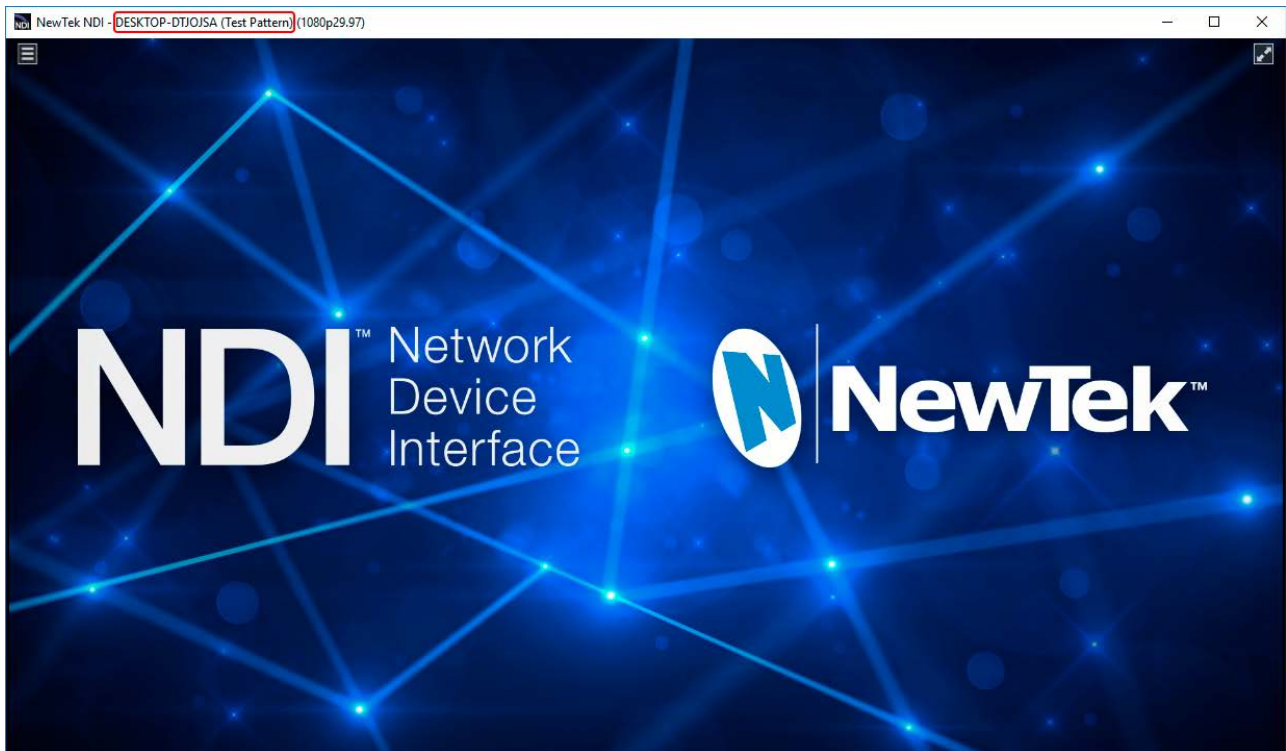 NewTek NDI - DESKTOP-DTJOJSA (Test Pattern) (1080p29.97)
NDI™ Network
Device
Interface
NewTek™